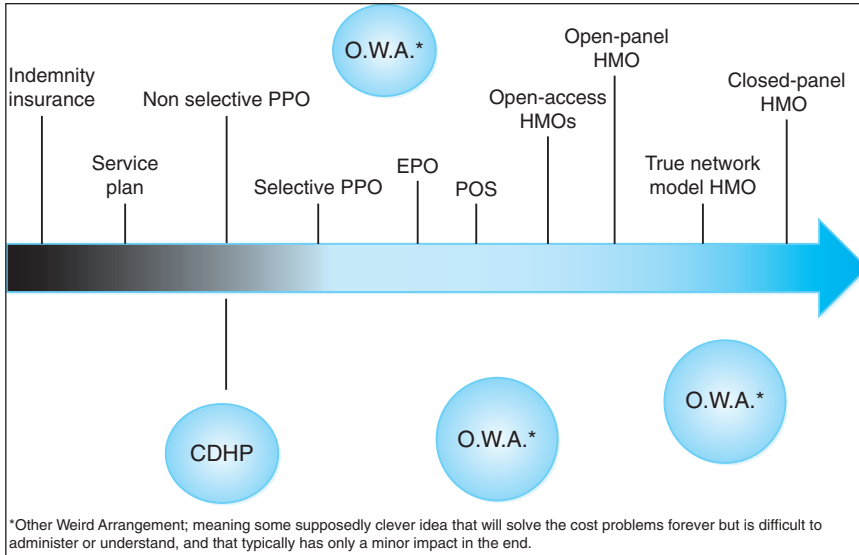 O.W.A.*
Open-panel
HMO
Indemnity
insurance
Non selective PPO
Open-access
HMOs
Closed-panel
HMO
Service
plan
Selective PPO
EPO
POS
True network
model HMO
CDHP
O.W.A.*
O.W.A.*
*Other Weird Arrangement; meaning some supposedly clever idea that will solve the cost problems forever but is difficult to
administer or understand, and that typically has only a minor impact in the end.